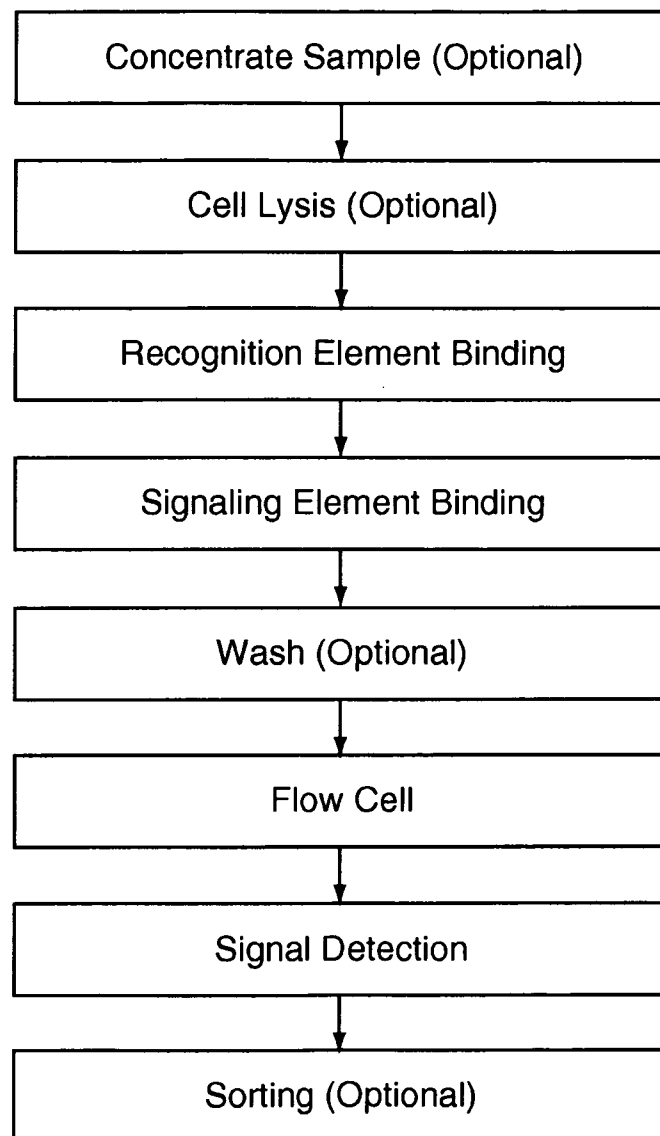 Concentrate Sample (Optional)
Cell Lysis (Optional)
Recognition Element Binding
Signaling Element Binding
Wash (Optional)
Flow Cell
Signal Detection
Sorting (Optional)